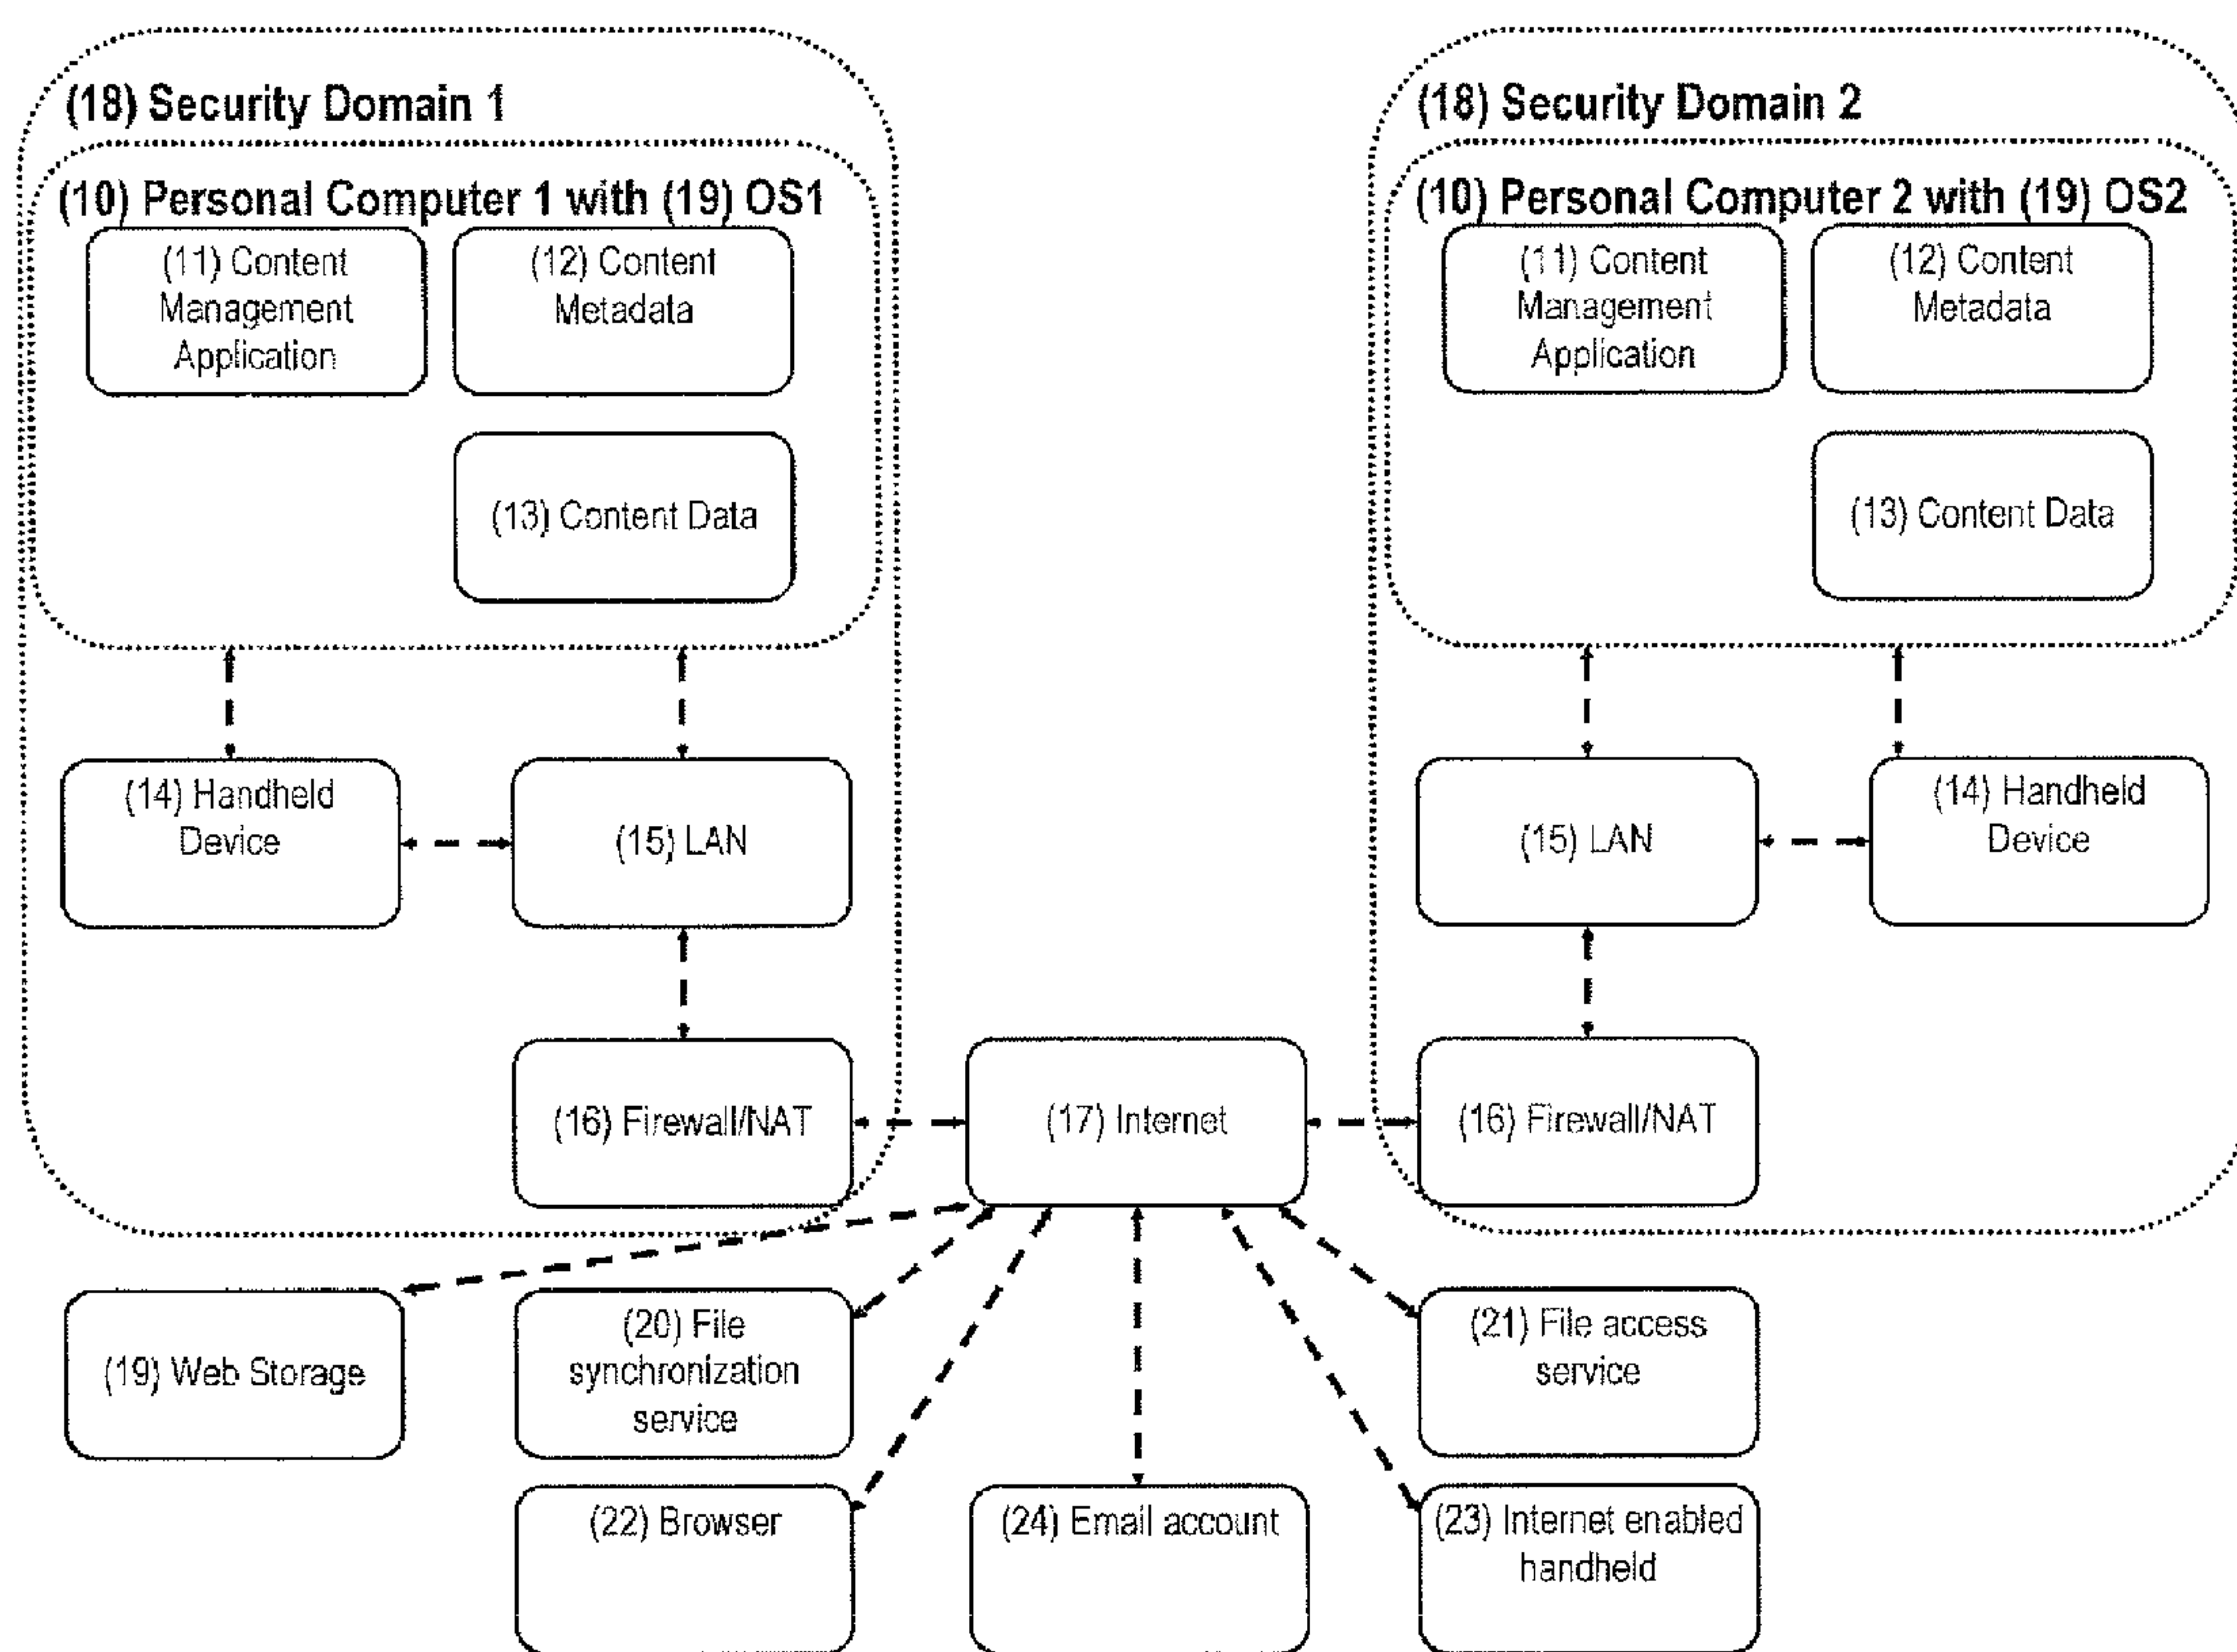 (18) Security Domain 1
(10) Personal Computer 1 with (19) OS1
(11) Content
Management
Application
(12) Content
Metadata
(13) Content Data
(14) Handheld
Device
(15) LAN
(16) Firewall/NAT
(17) Internet
(18) Security Domain 2
(10) Personal Computer 2 with (19) OS2
(11) Content
Management
Application
(12) Content
Metadata
(13) Content Data
(15) LAN
(14) Handheld
Device
(16) Firewall/NAT
(19) Web Storage
(20) File
synchronization
service
(21) File access
service
(22) Browser
(24) Email account
(23) Internet enabled
handheld